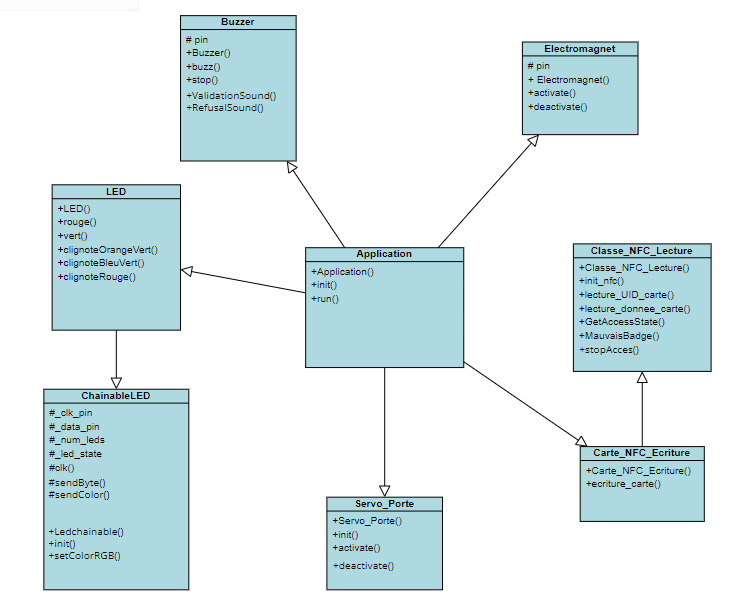 Buzzer
# pin
+Buzzer()
+buzz()
+stop()
+ValidationSound()
+RefusalSound()
Electromagnet
# pin
+ Electromagnet()
+activate()
+deactivate()
LED
+LED()
+rouge()
+vert()
+clignoteOrangeVert()
+clignoteBleuVert()
+clignoteRouge()
Application
+Application()
+init()
+run()
Classe_NFC_Lecture
+Classe_NFC_Lecture()
+init_nfc()
+lecture_UID_carte()
+lecture_donnee_carte()
+GetAccessState()
+MauvaisBadge()
+stopAcces()
ChainableLED
#_clk_pin
#_data_pin
#_num_leds
#_led_state
#clk()
#sendByte()
#sendColor()
+Ledchainable()
+init()
+setColorRGB()
Servo_Porte
+Servo_Porte()
+init()
+activate()
+deactivate()
Carte_NFC_Ecriture
+Carte_NFC_Ecriture()
+ecriture_carte()